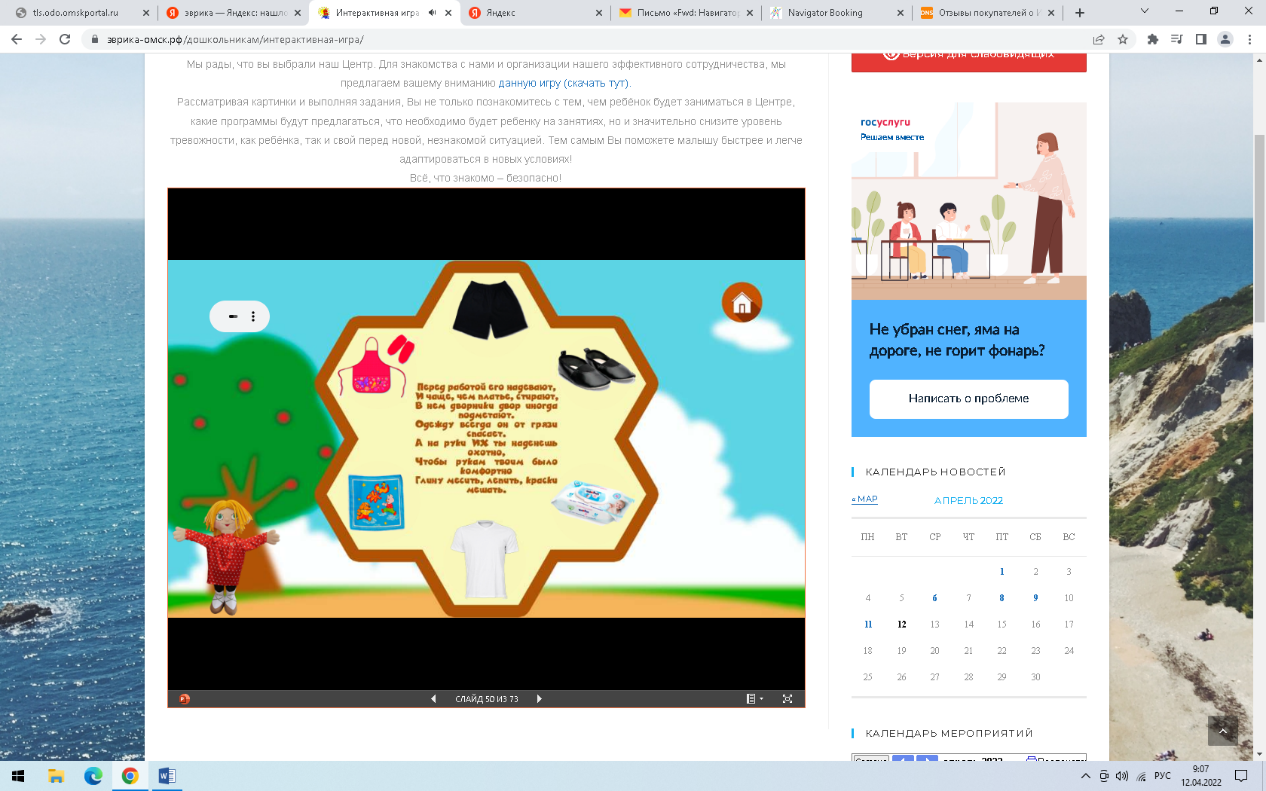 tls.odo.omskportal.ru
эврика — Яндекс: нашло
Интерактивная игра
Яндекс
Письмо «Fwd: Навигатор
Navigator Booking
Отзывы покупателей о И
эврика-омск.рф/дошкольникам/интерактивная-игра/
Мы рады, что вы выбрали наш Центр. Для знакомства с нами и организации нашего эффективного сотрудничества, мы
предлагаем вашему вниманию данную игру (скачать тут).
Рассматривая картинки и выполняя задания, Вы не только познакомитесь с тем, чем ребёнок будет заниматься в Центре,
какие программы будут предлагаться, что необходимо будет ребенку на занятиях, но и значительно снизите уровень
тревожности, как ребёнка, так и свой перед новой, незнакомой ситуацией. Тем самым Вы поможете малышу быстрее и легче
адаптироваться в новых условиях!
Всё, что знакомо – безопасно!
Перед работой его надевают,
И чаще, чем платье, стирают,
В нем дворники двор иногда
подметают.
Одежду всегда он от грязи
спасает.
А на руки ИХ ты наденешь
охотно,
Чтобы рукам твоим было
комфортно
Глину месить, лепить, краски
мешать.
СЛАЙД 50 ИЗ 73
Версия для слабовидящих
госуслуги
Решаем вместе
Не убран снег, яма на
дороге, не горит фонарь?
Написать о проблеме
КАЛЕНДАРЬ НОВОСТЕЙ
« МАР АПРЕЛЬ 2022
ПН ВТ СР ЧТ ПТ СБ ВС
1 2 3
4 5 6 7 8 9 10
11 12 13 14 15 16 17
18 19 20 21 22 23 24
25 26 27 28 29 30
КАЛЕНДАРЬ МЕРОПРИЯТИЙ
РУС
9:07
12.04.2022